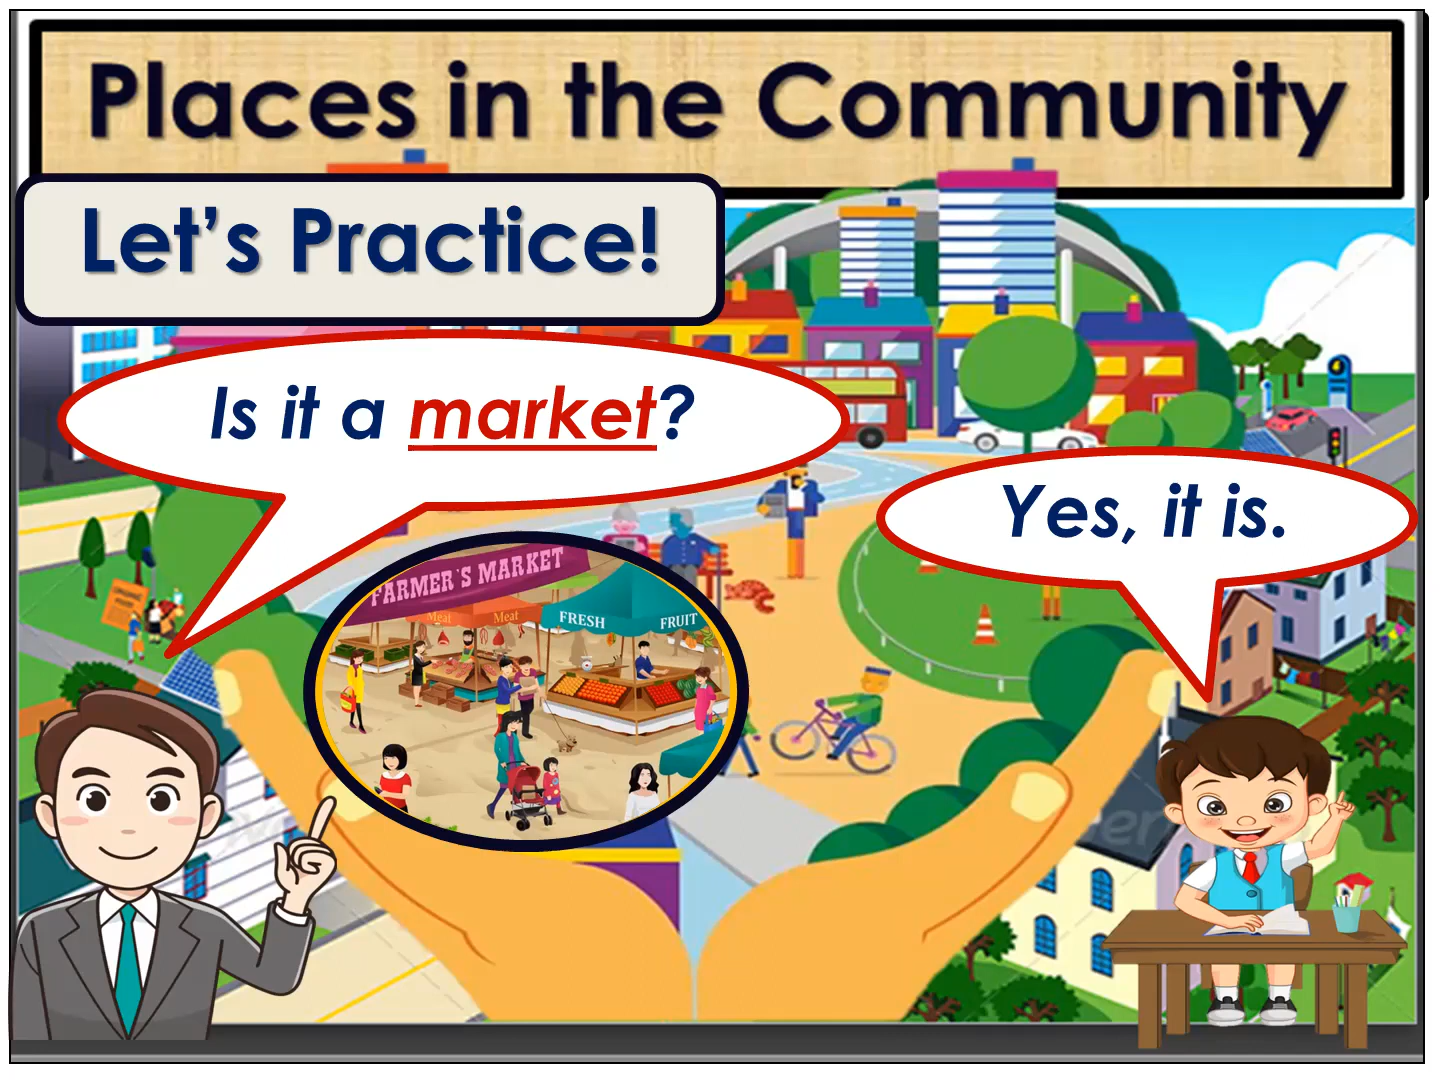 Places in the Community
Let's Practice!
Is it a market?
Yes, it is.
FARMER'S MARKET
Meat
Meat
FRESH
FRUIT